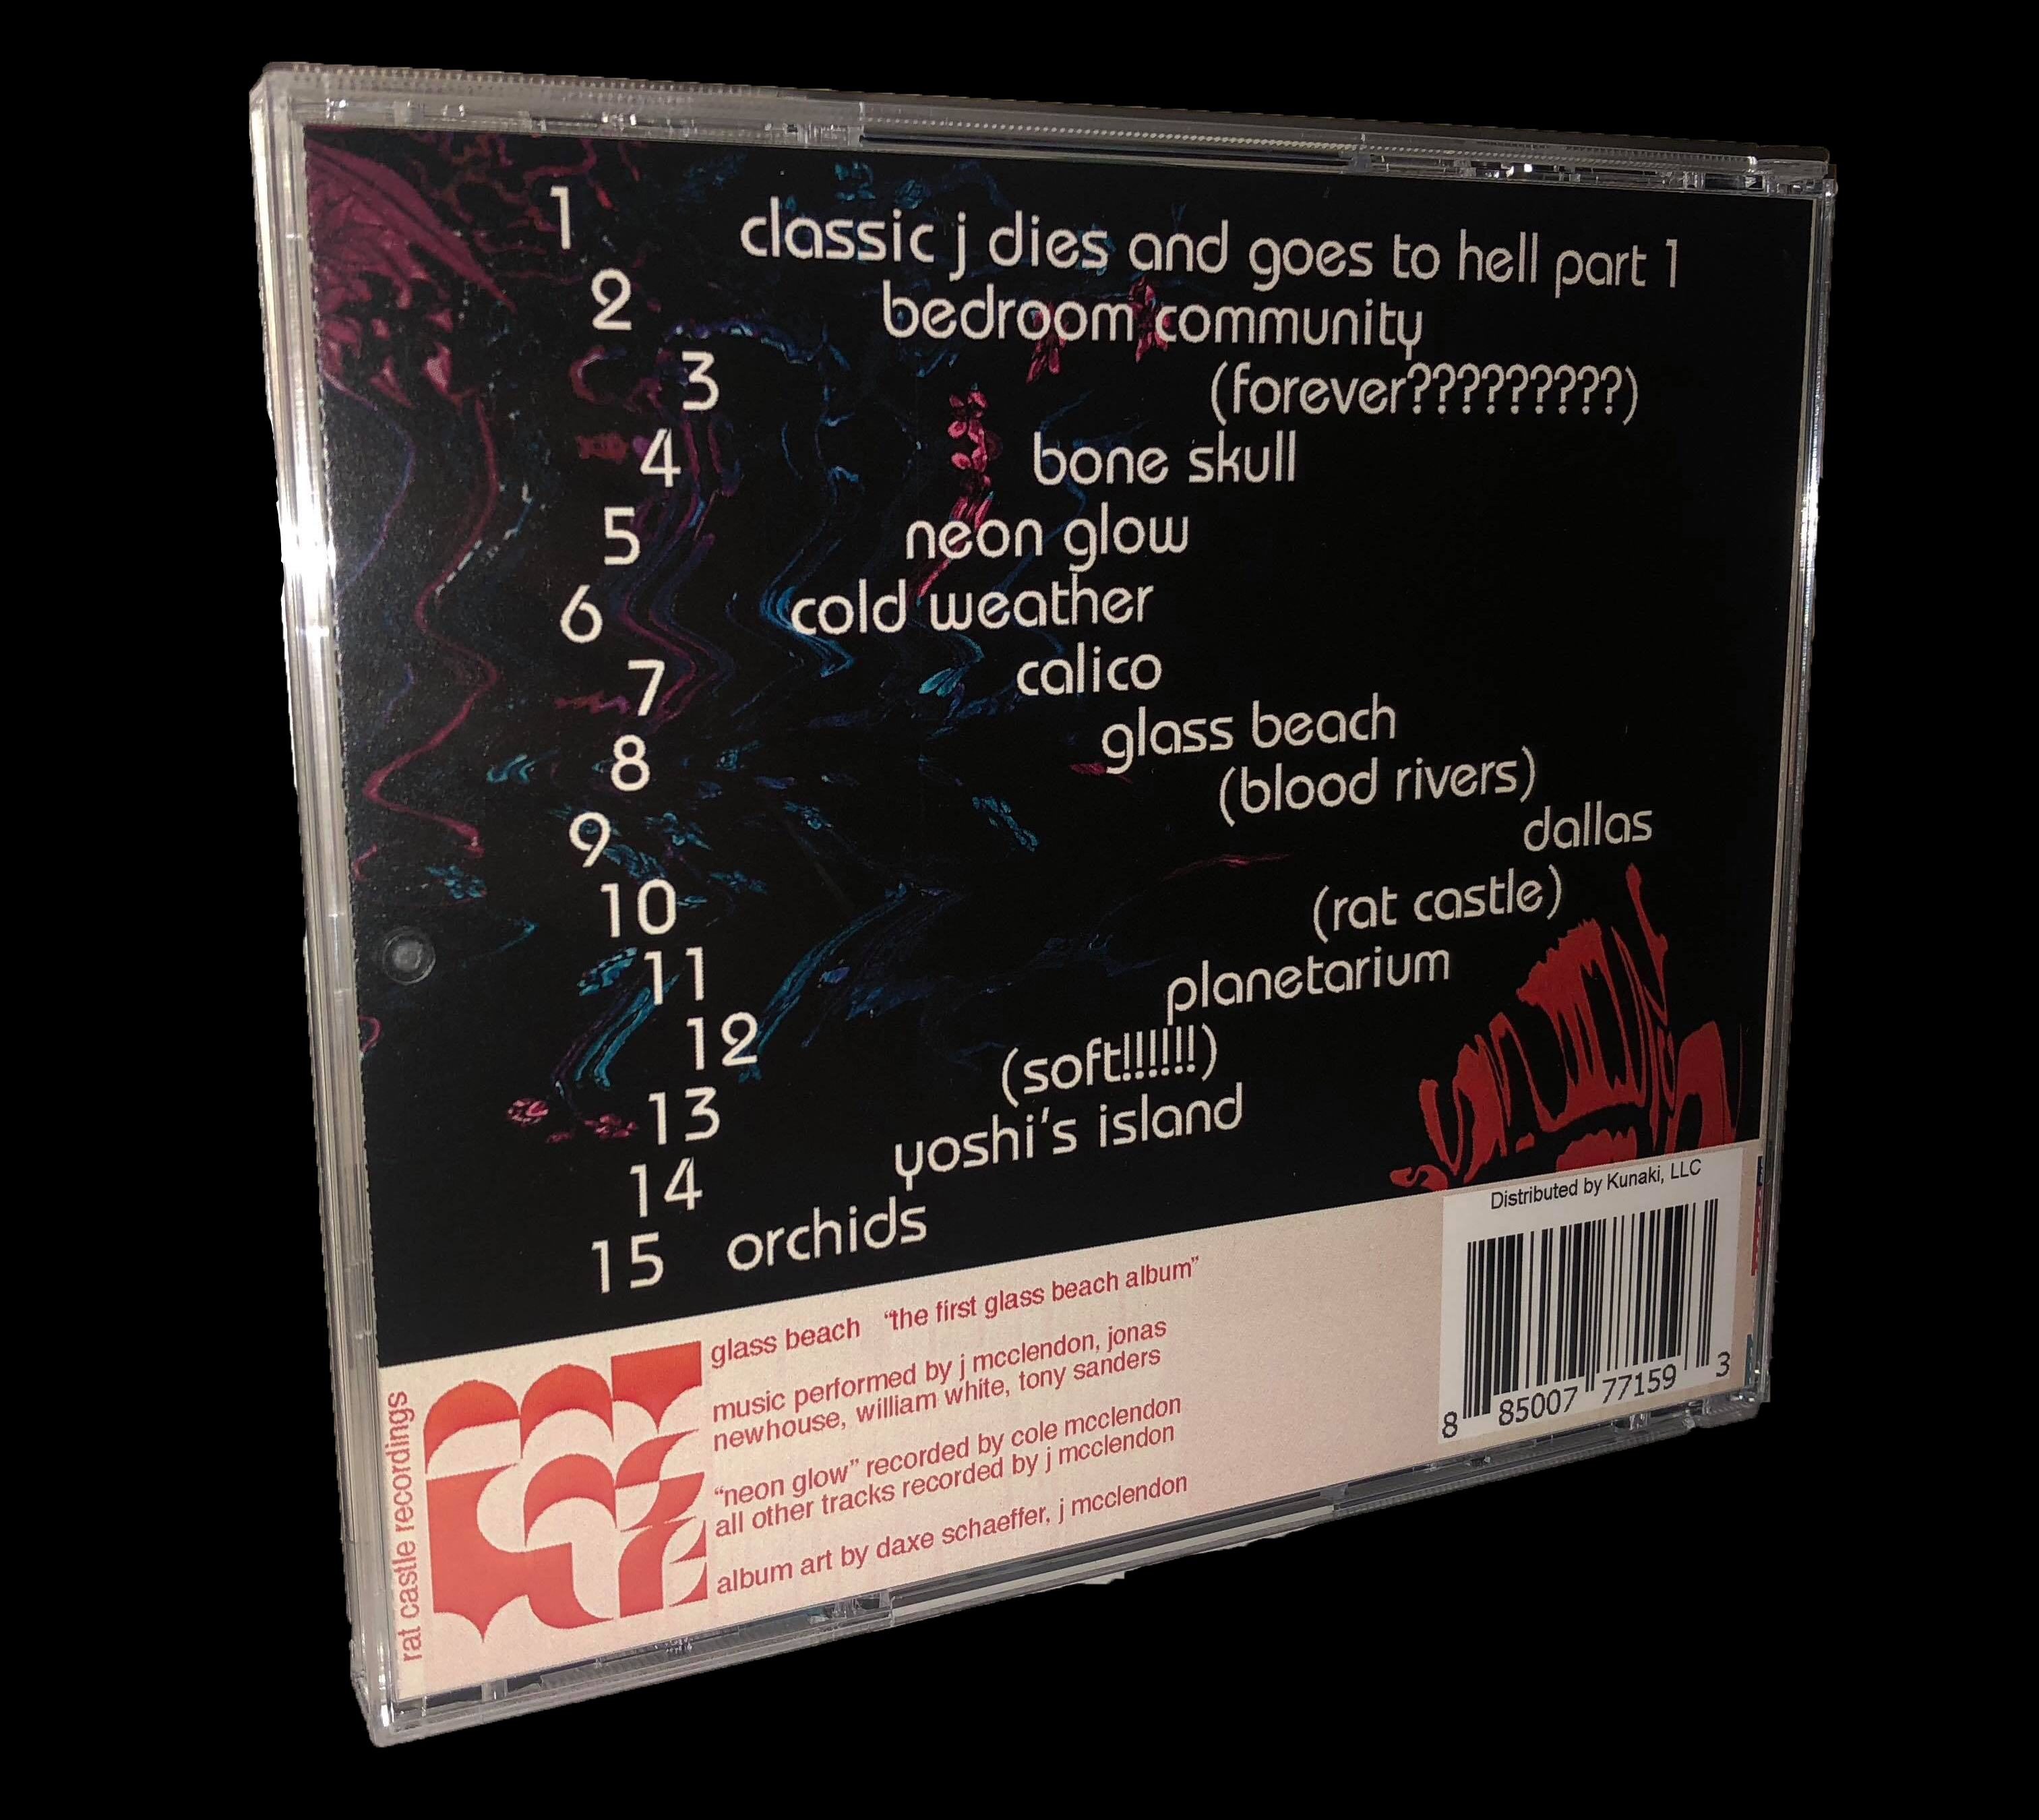 1 classic j dies and goes to hell part 1
2 bedroom community
3 (forever?????????)
4 bone skull
5 neon glow
6 cold weather
7 calico
8 glass beach
9 (blood rivers)
10 dallas
11 (rat castle)
12 planetarium
13 (soft!!!!!!)
14 yoshi's island
15 orchids
rat castle recordings
glass beach "the first glass beach album"
music performed by j mcclendon, jonas
newhouse, william white, tony sanders
"neon glow" recorded by cole mcclendon
all other tracks recorded by j mcclendon
album art by daxe schaeffer, j mcclendon
Distributed by Kunaki, LLC
8 85007 77159 3